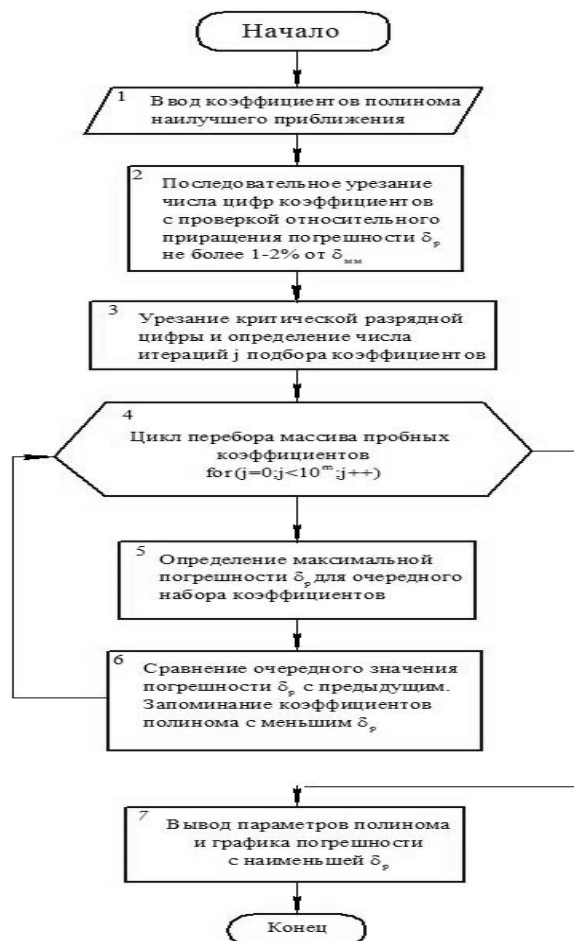 Начало
1 Ввод коэффициентов полинома
наилучшего приближения
2
Последовательное урезание
числа цифр коэффициентов
с проверкой относительного
приращения погрешности δр
не более 1-2% от δмм
3 Урезание критической разрядной
цифры и определение числа
итераций j подбора коэффициентов
4
Цикл перебора массива пробных
коэффициентов
for(j=0;j<10^m;j++)
5 Определение максимальной
погрешности δр для очередного
набора коэффициентов
6 Сравнение очередного значения
погрешности δр с предыдущим.
Запоминание коэффициентов
полинома с меньшим δр
7 Вывод параметров полинома
и графика погрешности
с наименьшей δр
Конец